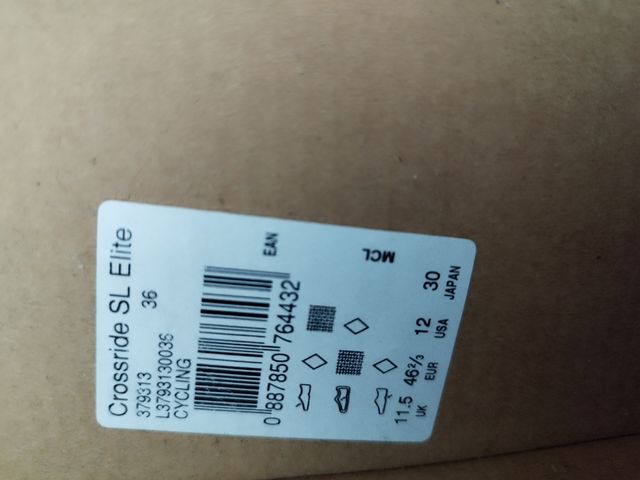 Crossride SL Elite
379313 36
L3793130036
CYCLING
EAN
0 887850 764432
MCL
11.5 46⅔ 12 30
UK EUR USA JAPAN